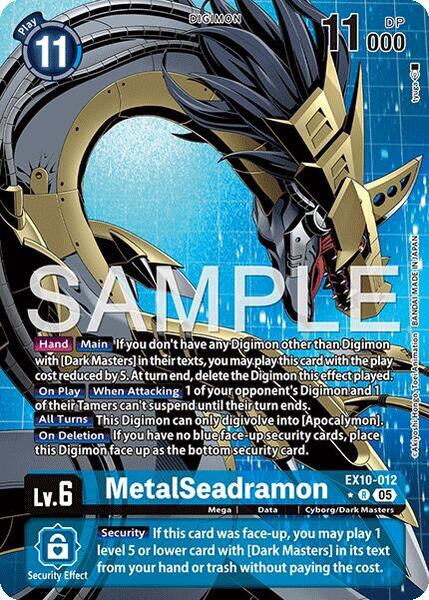 Play
11
DIGIMON
11000
DP
tyuga
SAMPLE
[Hand] [Main] If you don't have any Digimon other than Digimon
with [Dark Masters] in their texts, you may play this card with the play
cost reduced by 5. At turn end, delete the Digimon this effect played.
[On Play] [When Attacking] 1 of your opponent's Digimon and 1
of their Tamers can't suspend until their turn ends.
[All Turns] This Digimon can only digivolve into [Apocalymon].
[On Deletion] If you have no blue face-up security cards, place
this Digimon face up as the bottom security card.
©Akiyoshi Hongo, Toei Animation BANDAI MADE IN JAPAN
Lv.6
MetalSeadramon
EX10-012
★ R 05
Mega
Data
Cyborg/Dark Masters
Security Effect
[Security] If this card was face-up, you may play 1
level 5 or lower card with [Dark Masters] in its text
from your hand or trash without paying the cost.